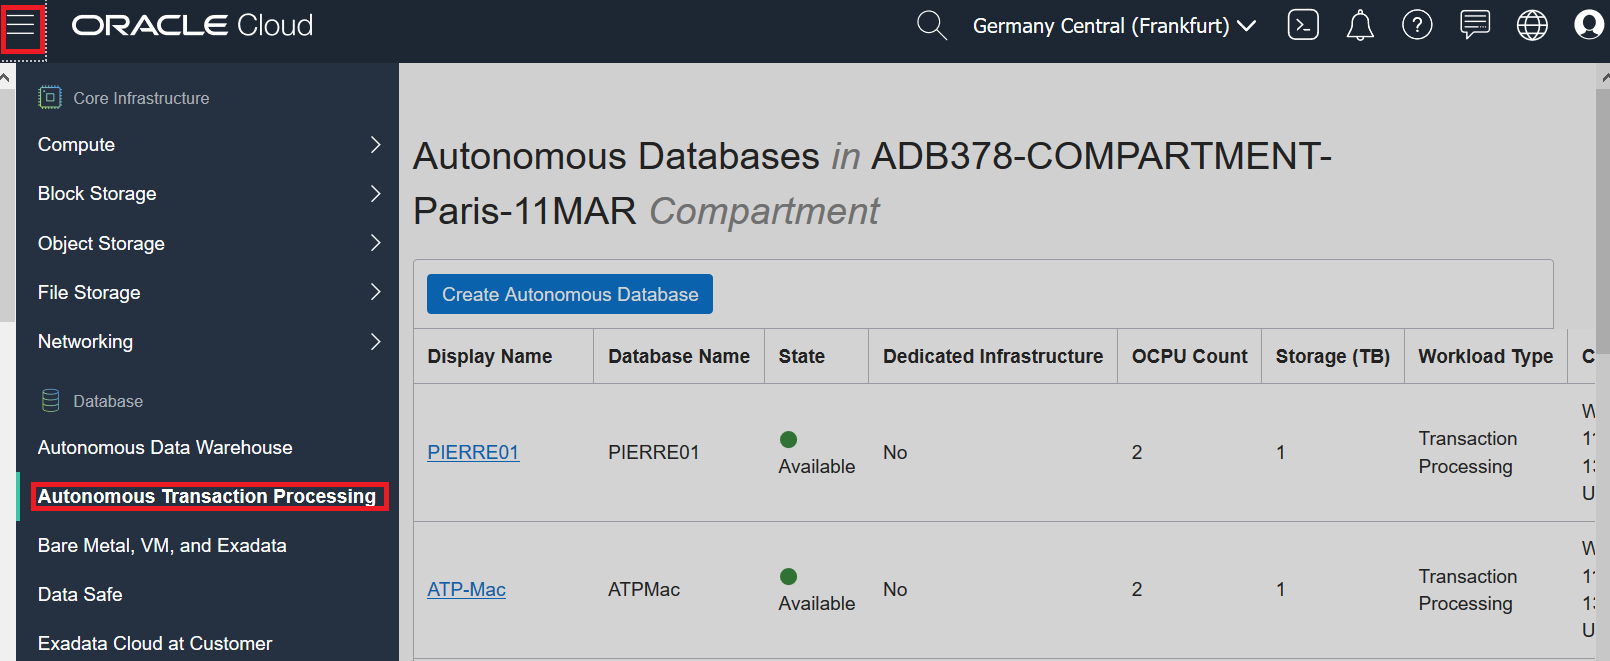 ORACLE Cloud
Germany Central (Frankfurt)
Core Infrastructure
Compute
Block Storage
Object Storage
File Storage
Networking
Database
Autonomous Data Warehouse
Autonomous Transaction Processing
Bare Metal, VM, and Exadata
Data Safe
Exadata Cloud at Customer
Autonomous Databases in ADB378-COMPARTMENT-
Paris-11MAR Compartment
Create Autonomous Database
Display Name Database Name State Dedicated Infrastructure OCPU Count Storage (TB) Workload Type
PIERRE01 PIERRE01 Available No 2 1 Transaction
Processing
ATP-Mac ATPMac Available No 2 1 Transaction
Processing